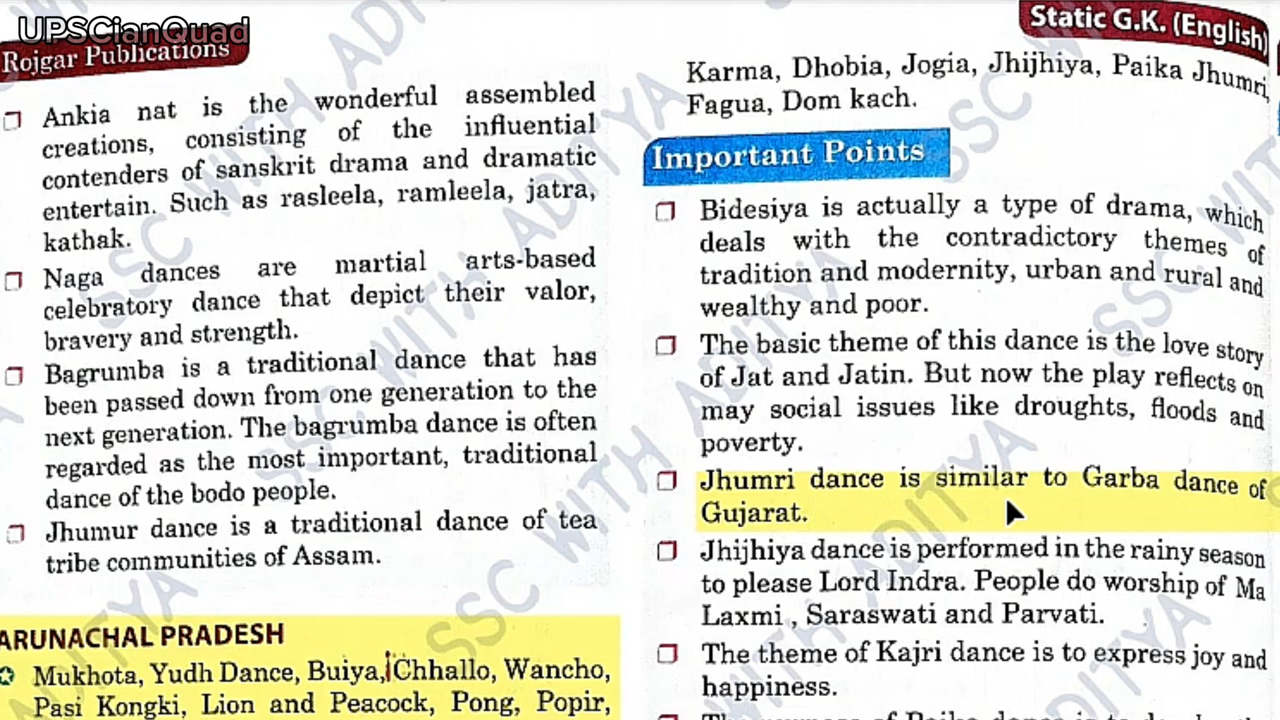 UPSCianQuad
Rojgar Publications
Ankia nat is the wonderful assembled
creations, consisting of the influential
contenders of sanskrit drama and dramatic
entertain. Such as rasleela, ramleela, jatra,
kathak.
Naga dances are martial arts-based
celebratory dance that depict their valor,
bravery and strength.
Bagrumba is a traditional dance that has
been passed down from one generation to the
next generation. The bagrumba dance is often
regarded as the most important, traditional
dance of the bodo people.
Jhumur dance is a traditional dance of tea
tribe communities of Assam.
ARUNACHAL PRADESH
Mukhota, Yudh Dance, Buiya, Chhallo, Wancho,
Pasi Kongki, Lion and Peacock, Pong, Popir,
Static G.K. (English)
Karma, Dhobia, Jogia, Jhijhiya, Paika Jhumri,
Fagua, Dom kach.
Important Points
Bidesiya is actually a type of drama, which
deals with the contradictory themes of
tradition and modernity, urban and rural and
wealthy and poor.
The basic theme of this dance is the love story
of Jat and Jatin. But now the play reflects on
may social issues like droughts, floods and
poverty.
Jhumri dance is similar to Garba dance of
Gujarat.
Jhijhiya dance is performed in the rainy season
to please Lord Indra. People do worship of Ma
Laxmi , Saraswati and Parvati.
The theme of Kajri dance is to express joy and
happiness.
SSC WITH ADITYA